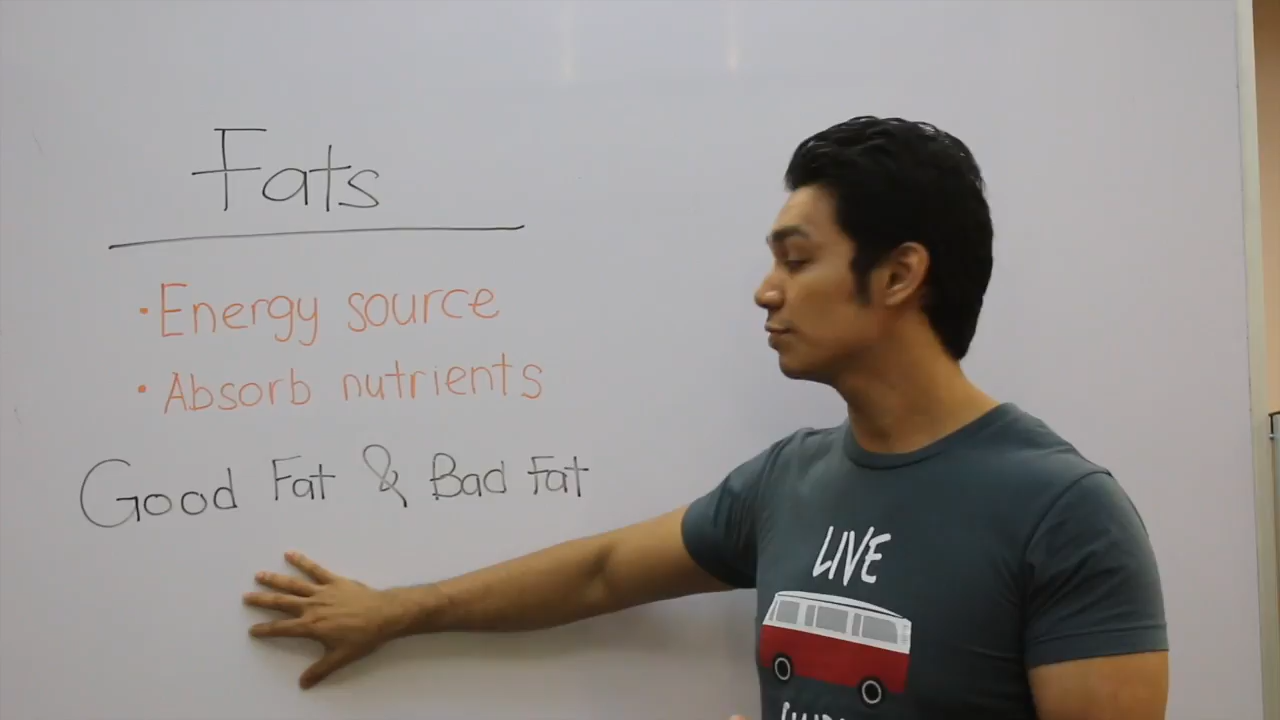 Fats
• Energy source
• Absorb nutrients
Good Fat & Bad Fat
LIVE